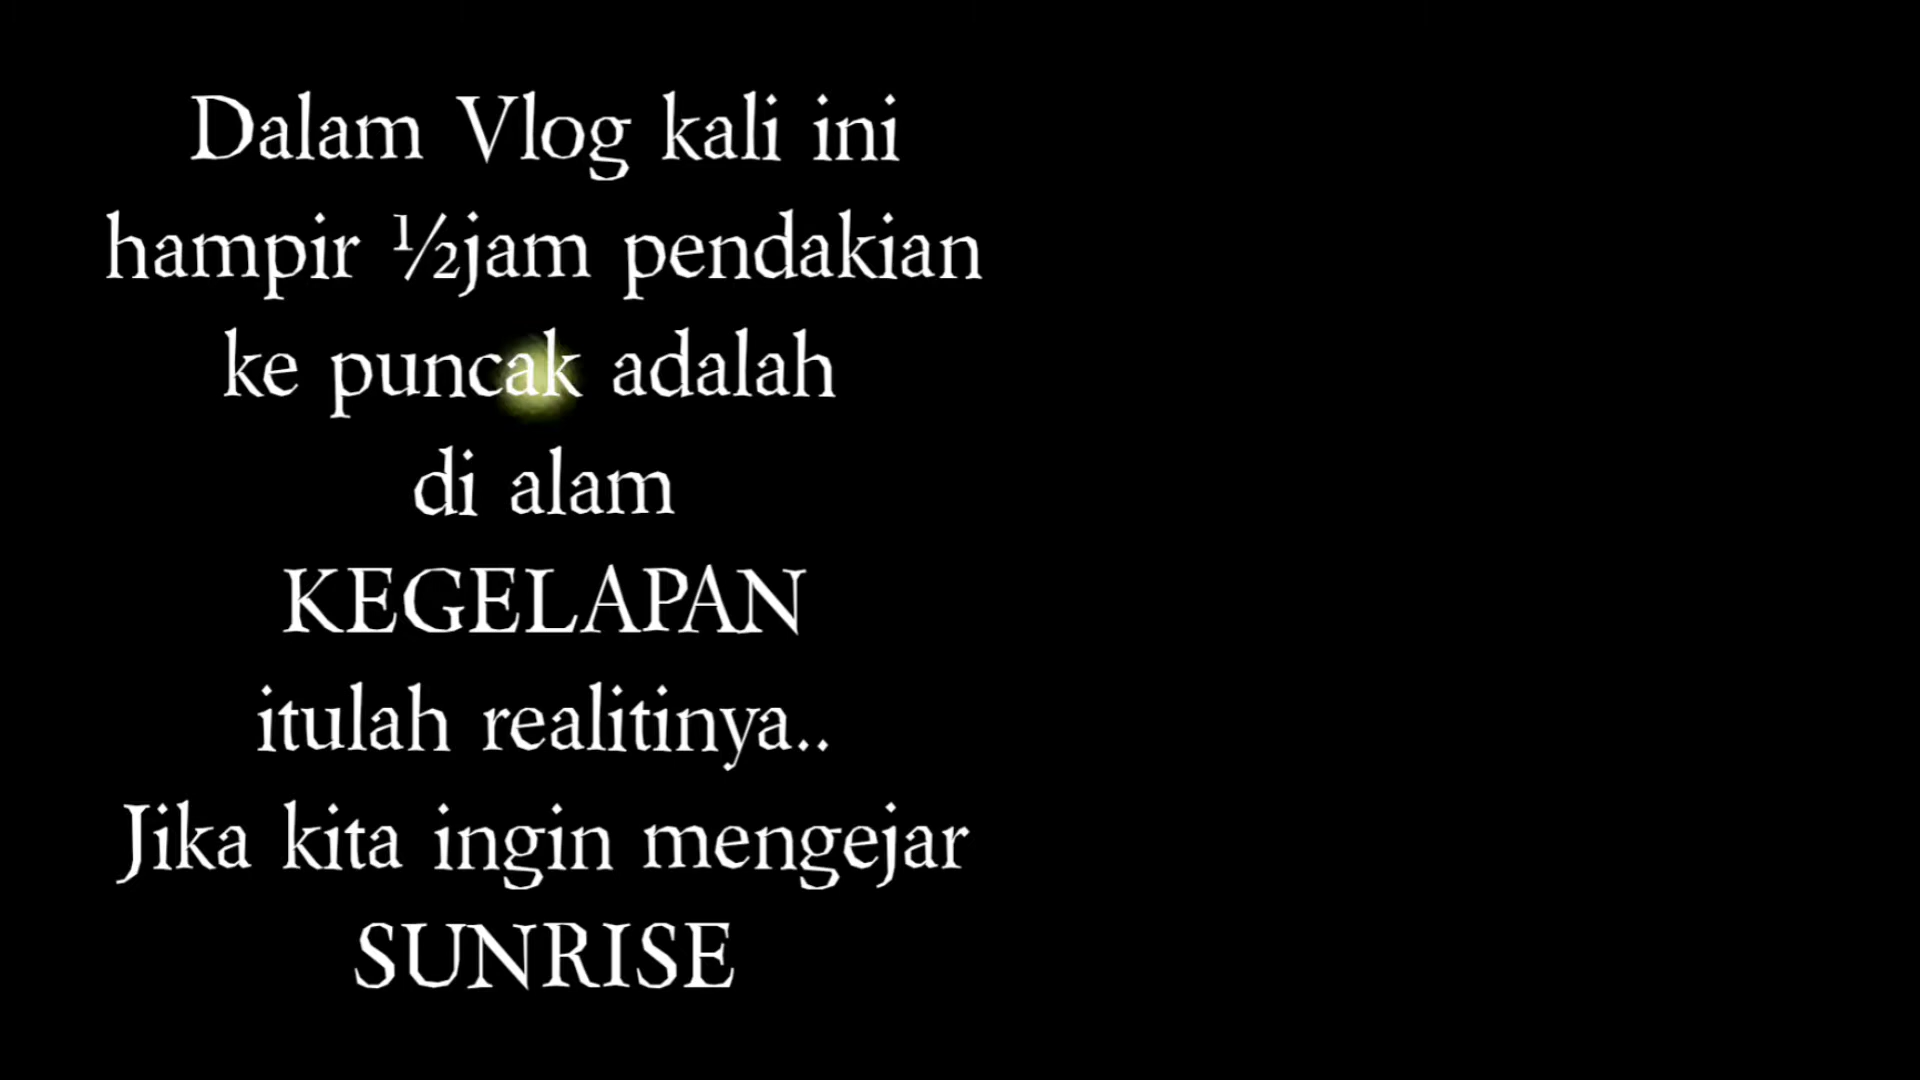 Dalam Vlog kali ini
hampir ½jam pendakian
ke puncak adalah
di alam
KEGELAPAN
itulah realitinya..
Jika kita ingin mengejar
SUNRISE